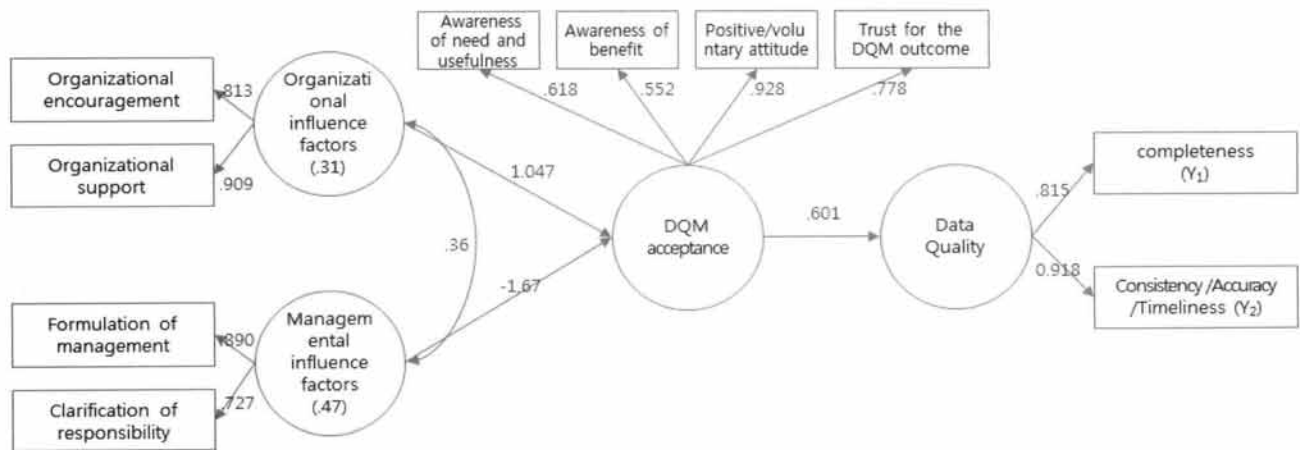 Awareness
of need and
usefulness
Awareness of
benefit
Positive/volu
ntary attitude
Trust for the
DQM outcome
.618
.552
.928
.778
Organizational
encouragement
.813
Organizational
support
.909
Organizati
onal
influence
factors
(.31)
1.047
.36
-1.67
DQM
acceptance
.601
Data
Quality
.815
0.918
completeness
(Y₁)
Consistency/Accuracy
/Timeliness (Y₂)
Formulation of
management
.890
Clarification of
responsibility
.727
Managem
ental
influence
factors
(.47)